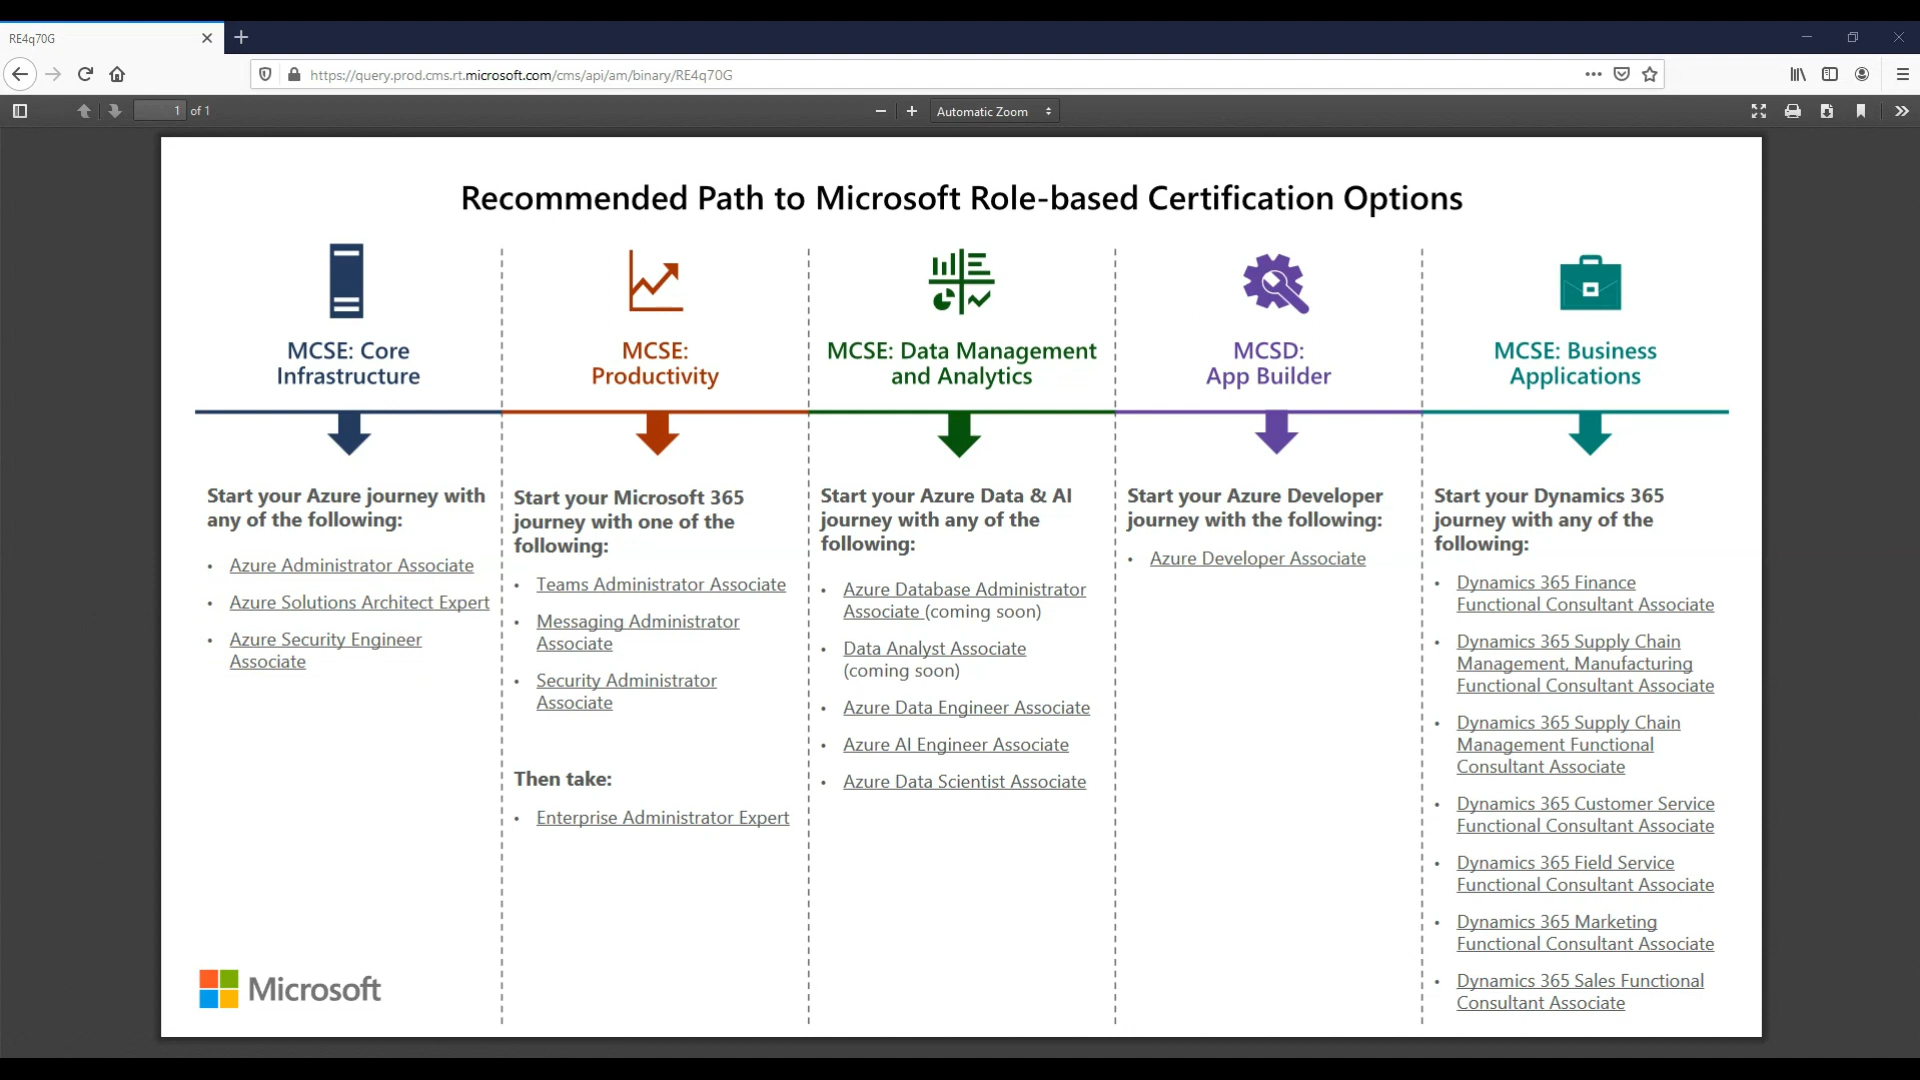 RE4q70G
https://query.prod.cms.rt.microsoft.com/cms/api/am/binary/RE4q70G
1 of 1
Automatic Zoom
Recommended Path to Microsoft Role-based Certification Options
MCSE: Core
Infrastructure
Start your Azure journey with
any of the following:
• Azure Administrator Associate
• Azure Solutions Architect Expert
• Azure Security Engineer
Associate
MCSE:
Productivity
Start your Microsoft 365
journey with one of the
following:
• Teams Administrator Associate
• Messaging Administrator
Associate
• Security Administrator
Associate
Then take:
• Enterprise Administrator Expert
MCSE: Data Management
and Analytics
Start your Azure Data & AI
journey with any of the
following:
• Azure Database Administrator
Associate (coming soon)
• Data Analyst Associate
(coming soon)
• Azure Data Engineer Associate
• Azure AI Engineer Associate
• Azure Data Scientist Associate
MCSD:
App Builder
Start your Azure Developer
journey with the following:
• Azure Developer Associate
MCSE: Business
Applications
Start your Dynamics 365
journey with any of the
following:
• Dynamics 365 Finance
Functional Consultant Associate
• Dynamics 365 Supply Chain
Management, Manufacturing
Functional Consultant Associate
• Dynamics 365 Supply Chain
Management Functional
Consultant Associate
• Dynamics 365 Customer Service
Functional Consultant Associate
• Dynamics 365 Field Service
Functional Consultant Associate
• Dynamics 365 Marketing
Functional Consultant Associate
• Dynamics 365 Sales Functional
Consultant Associate
Microsoft